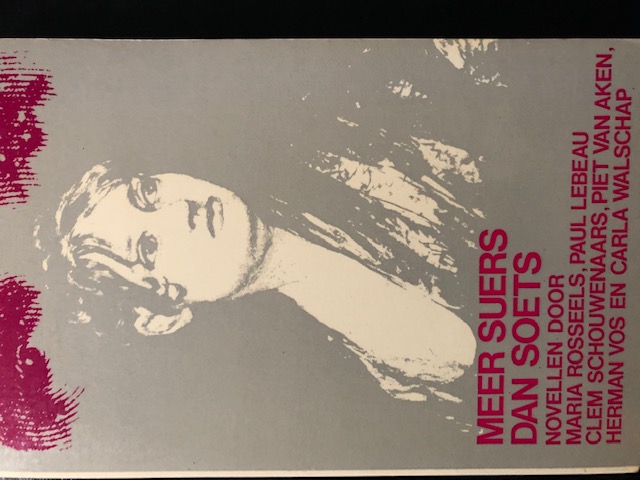 MEER SUERS
DAN SOETS
NOVELLEN DOOR
MARIA ROSSEELS, PAUL LEBEAU
CLEM SCHOUWENAARS, PIET VAN AKEN,
HERMAN VOS EN CARLA WALSCHAP